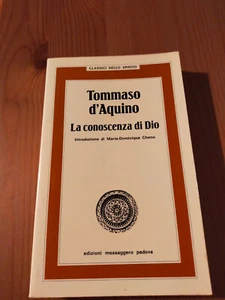 CLASSICI DELLO SPIRITO
Tommaso
d'Aquino
La conoscenza di Dio
Introduzione di Marie-Dominique Chenu
edizioni messaggero padova